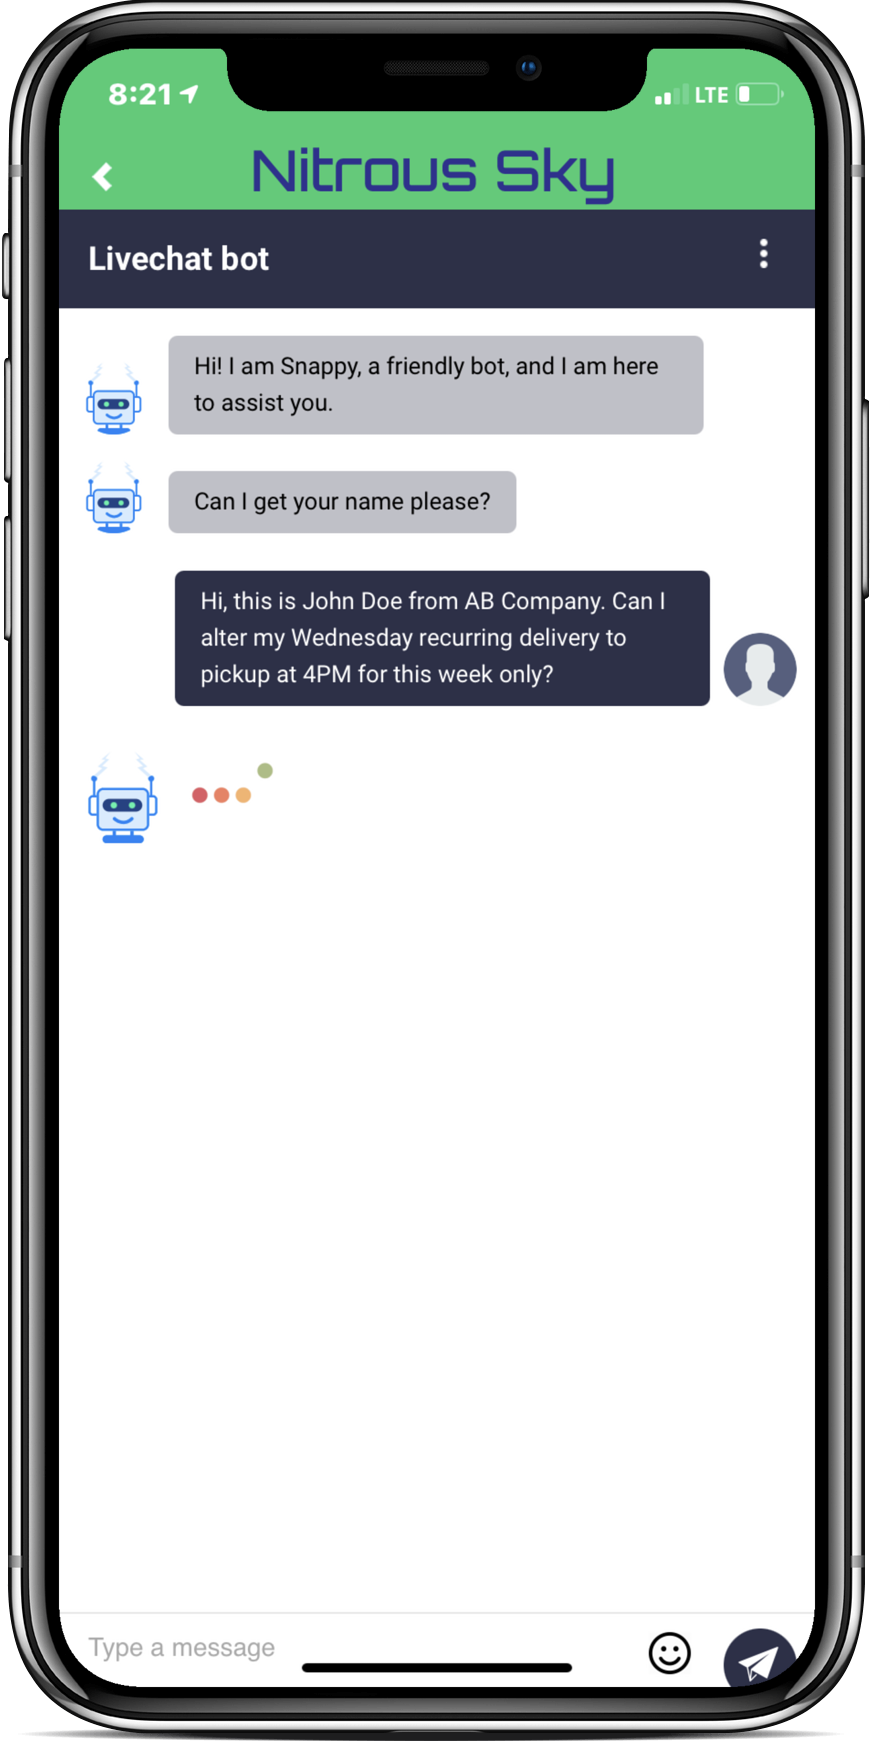 8:21
LTE
Nitrous Sky
Livechat bot
Hi! I am Snappy, a friendly bot, and I am here
to assist you.
Can I get your name please?
Hi, this is John Doe from AB Company. Can I
alter my Wednesday recurring delivery to
pickup at 4PM for this week only?
Type a message